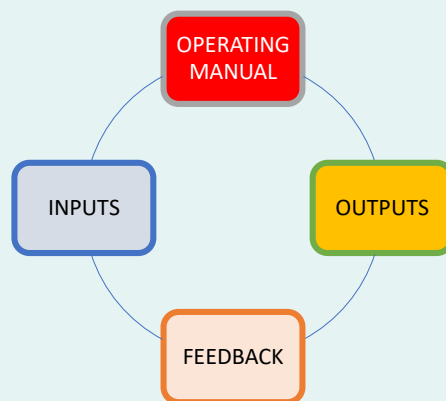 OPERATING
MANUAL
INPUTS
OUTPUTS
FEEDBACK